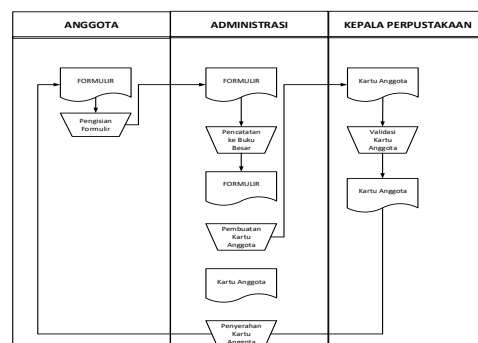 ANGGOTA
ADMINISTRASI
KEPALA PERPUSTAKAAN
FORMULIR
Pengisian
Formulir
FORMULIR
Pencatatan
ke Buku
Besar
FORMULIR
Pembuatan
Kartu
Anggota
Kartu Anggota
Penyerahan
Kartu
Anggota
Kartu Anggota
Validasi
Kartu
Anggota
Kartu Anggota